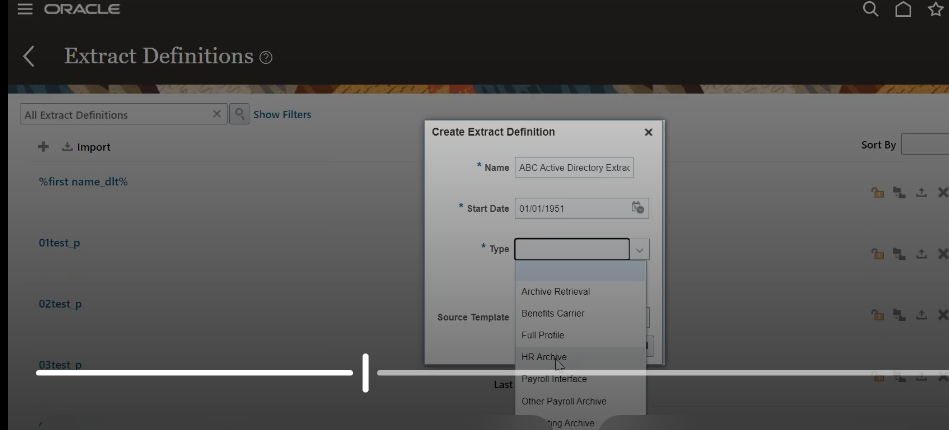 ORACLE
Extract Definitions
All Extract Definitions
Show Filters
Import
Sort By
%first name_dlt%
01test_p
02test_p
03test_p
Create Extract Definition
* Name ABC Active Directory Extrac
* Start Date 01/01/1951
* Type
Archive Retrieval
Benefits Carrier
Full Profile
Source Template
HR Archive
Payroll Interface
Last
Other Payroll Archive
ting Archive